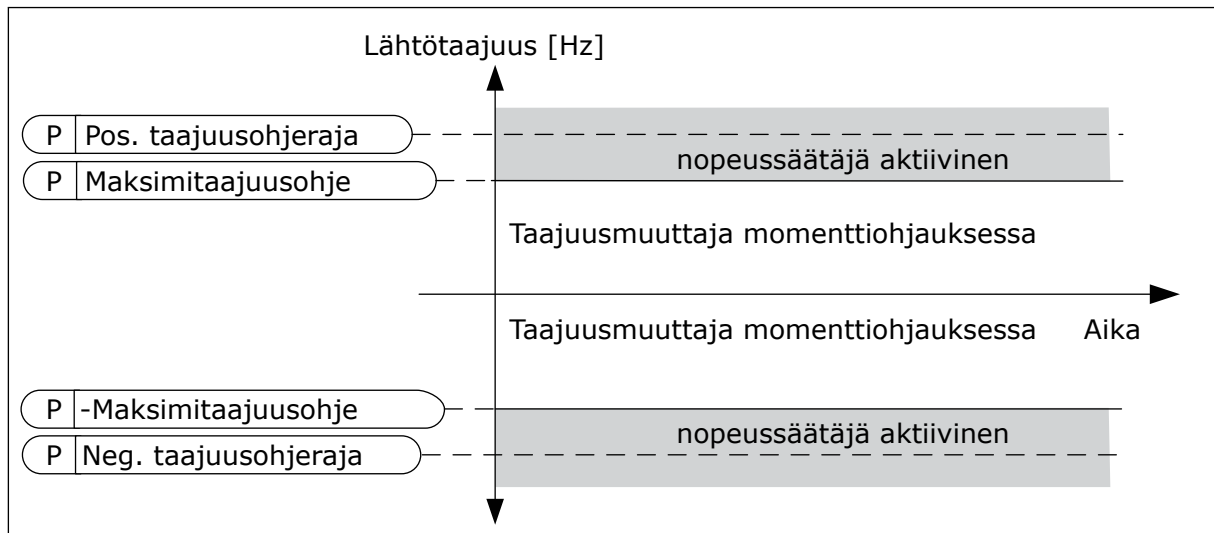 Lähtötaajuus [Hz]
P Pos. taajuusohjeraja
nopeussäätäjä aktiivinen
P Maksimitaajuusohje
Taajuusmuuttaja momenttiohjauksessa
Taajuusmuuttaja momenttiohjauksessa Aika
P -Maksimitaajuusohje
nopeussäätäjä aktiivinen
P Neg. taajuusohjeraja